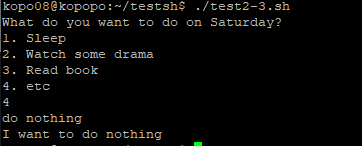 kopo08@kopopo:~/testsh$ ./test2-3.sh
What do you want to do on Saturday?
1. Sleep
2. Watch some drama
3. Read book
4. etc
4
do nothing
I want to do nothing